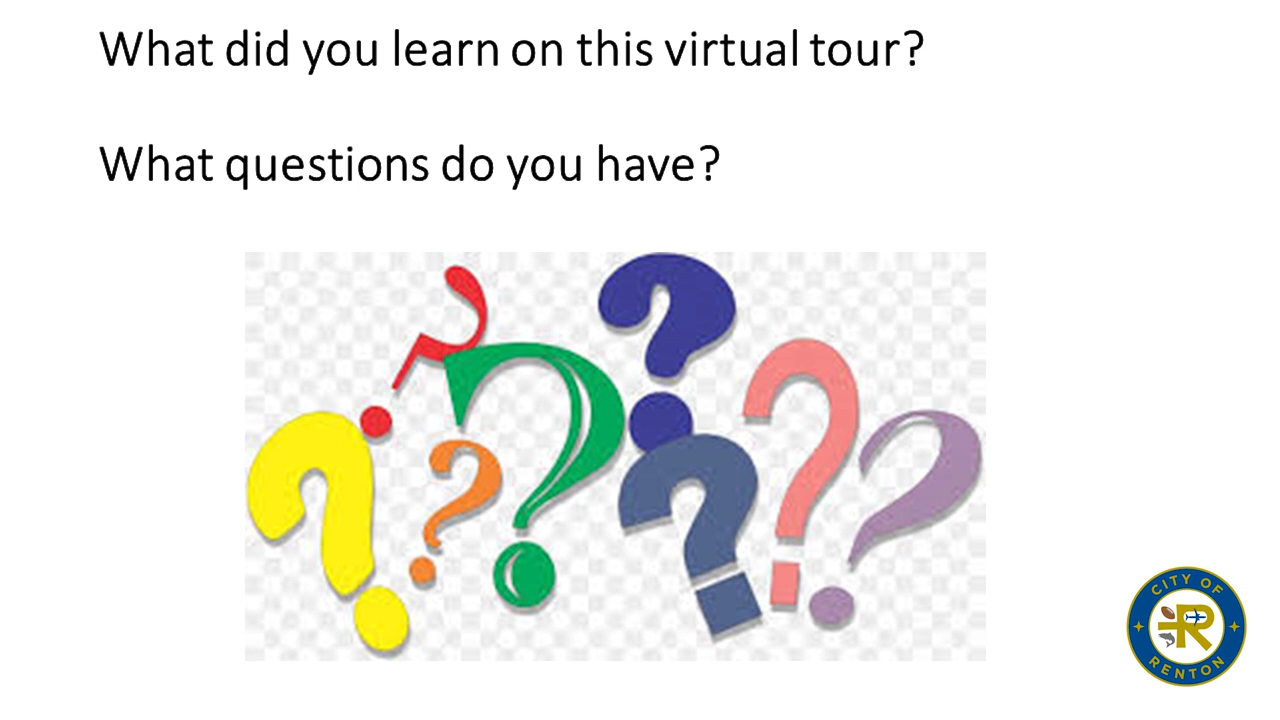 What did you learn on this virtual tour?
What questions do you have?
? ? ? ? ? ? ? ?
CITY OF
R
RENTON